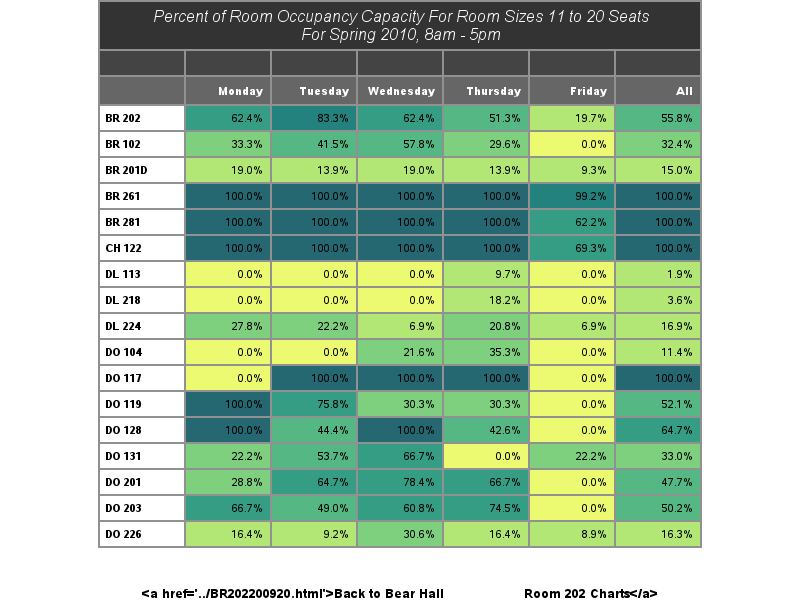 Percent of Room Occupancy Capacity For Room Sizes 11 to 20 Seats
For Spring 2010, 8am - 5pm
Monday Tuesday Wednesday Thursday Friday All
BR 202 62.4% 83.3% 62.4% 51.3% 19.7% 55.8%
BR 102 33.3% 41.5% 57.8% 29.6% 0.0% 32.4%
BR 201D 19.0% 13.9% 19.0% 13.9% 9.3% 15.0%
BR 261 100.0% 100.0% 100.0% 100.0% 99.2% 100.0%
BR 281 100.0% 100.0% 100.0% 100.0% 62.2% 100.0%
CH 122 100.0% 100.0% 100.0% 100.0% 69.3% 100.0%
DL 113 0.0% 0.0% 0.0% 9.7% 0.0% 1.9%
DL 218 0.0% 0.0% 0.0% 18.2% 0.0% 3.6%
DL 224 27.8% 22.2% 6.9% 20.8% 6.9% 16.9%
DO 104 0.0% 0.0% 21.6% 35.3% 0.0% 11.4%
DO 117 0.0% 100.0% 100.0% 100.0% 0.0% 100.0%
DO 119 100.0% 75.8% 30.3% 30.3% 0.0% 52.1%
DO 128 100.0% 44.4% 100.0% 42.6% 0.0% 64.7%
DO 131 22.2% 53.7% 66.7% 0.0% 22.2% 33.0%
DO 201 28.8% 64.7% 78.4% 66.7% 0.0% 47.7%
DO 203 66.7% 49.0% 60.8% 74.5% 0.0% 50.2%
DO 226 16.4% 9.2% 30.6% 16.4% 8.9% 16.3%
<a href='../BR202200920.html'>Back to Bear Hall Room 202 Charts</a>